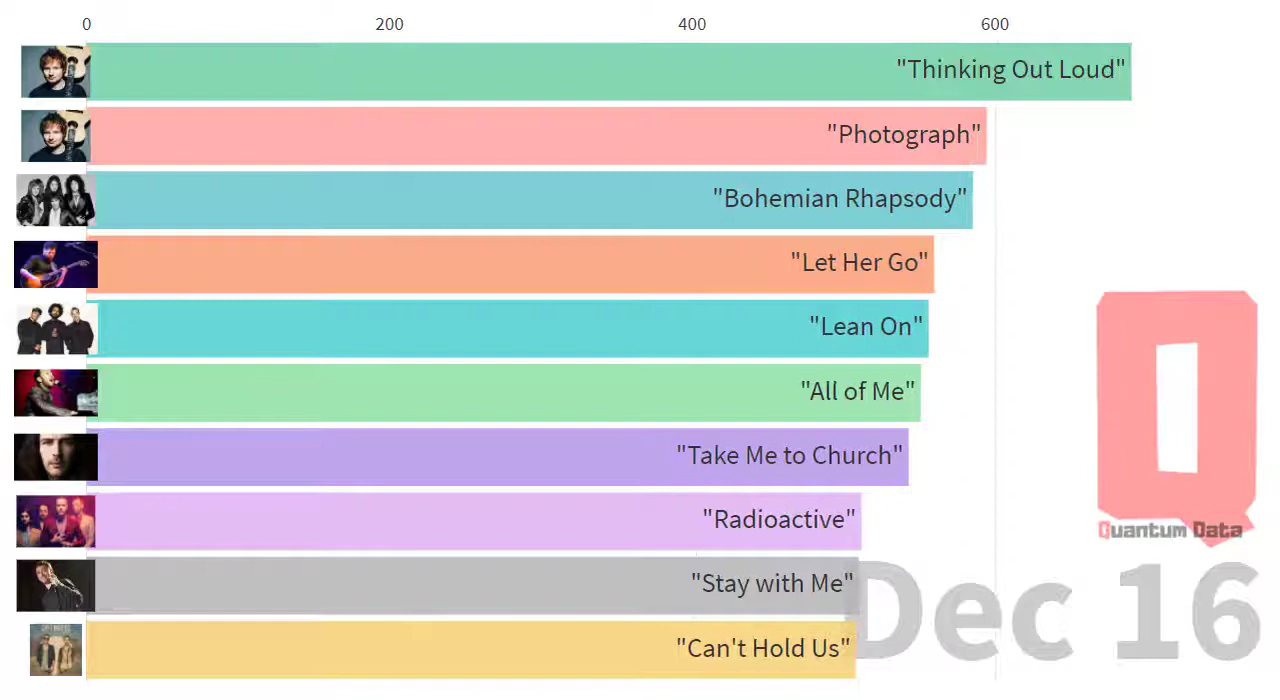 0 200 400 600
"Thinking Out Loud"
"Photograph"
"Bohemian Rhapsody"
"Let Her Go"
"Lean On"
"All of Me"
"Take Me to Church"
"Radioactive"
Quantum Data
"Stay with Me"
Dec 16
"Can't Hold Us"